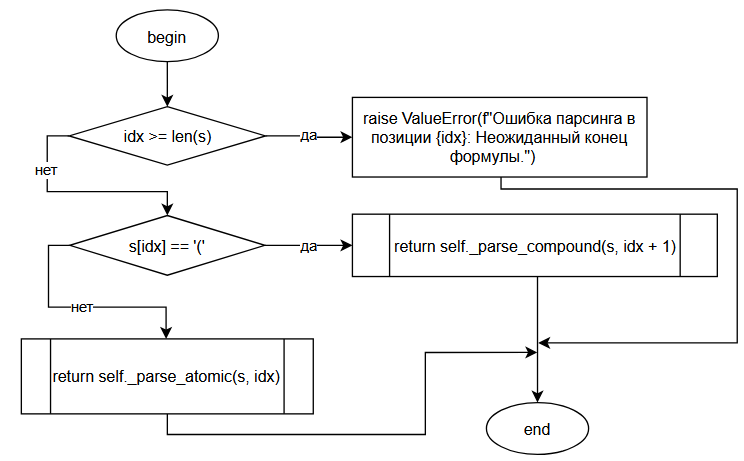 begin
idx >= len(s)
да
raise ValueError(f"Ошибка парсинга в
позиции {idx}: Неожиданный конец
формулы.")
нет
s[idx] == '('
да
return self._parse_compound(s, idx + 1)
нет
return self._parse_atomic(s, idx)
end